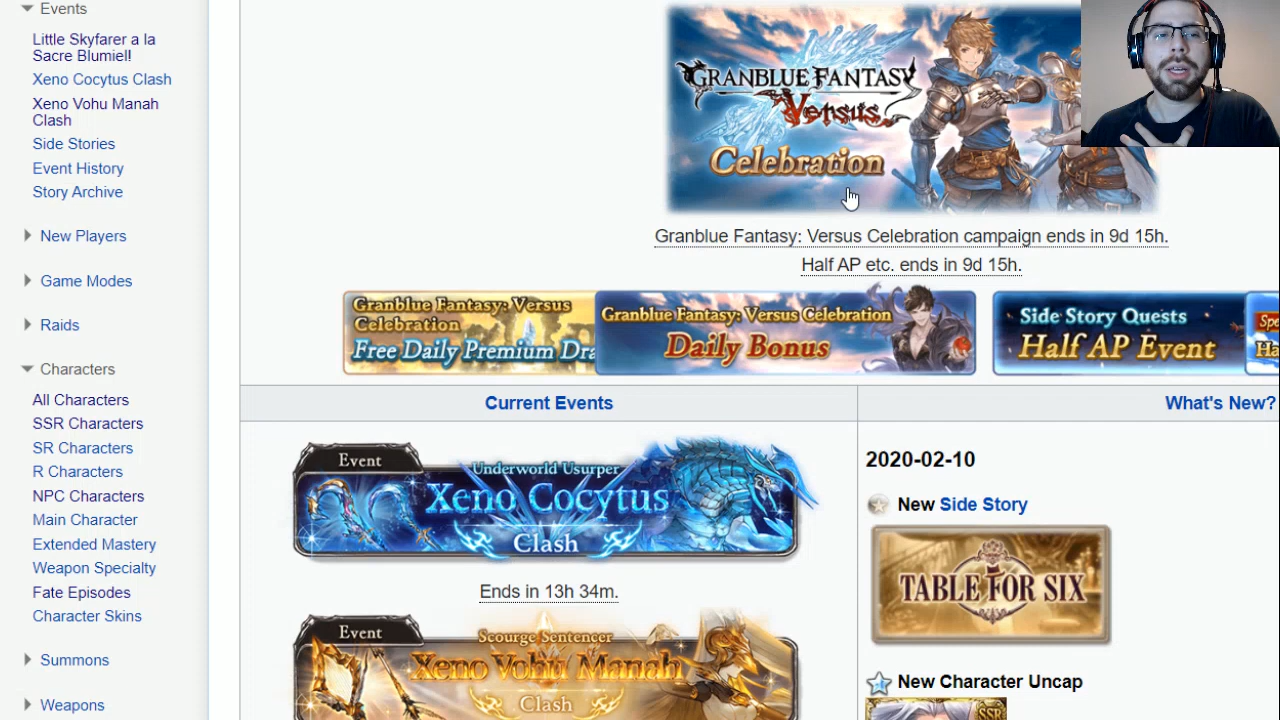 Events
Little Skyfarer a la
Sacre Blumiel!
Xeno Cocytus Clash
Xeno Vohu Manah
Clash
Side Stories
Event History
Story Archive
New Players
Game Modes
Raids
Characters
All Characters
SSR Characters
SR Characters
R Characters
NPC Characters
Main Character
Extended Mastery
Weapon Specialty
Fate Episodes
Character Skins
Summons
Weapons
GRANBLUE FANTASY
Versus
Celebration
Granblue Fantasy: Versus Celebration campaign ends in 9d 15h.
Half AP etc. ends in 9d 15h.
Granblue Fantasy: Versus
Celebration
Free Daily Premium Dra
Granblue Fantasy: Versus Celebration
Daily Bonus
Side Story Quests
Half AP Event
Spe
Ha
Current Events
Event
Underworld Usurper
Xeno Cocytus
Clash
Ends in 13h 34m.
Event
Scourge Sentencer
Xeno Vohu Manah
Clash
What's New?
2020-02-10
New Side Story
TABLE FOR SIX
New Character Uncap
SSR